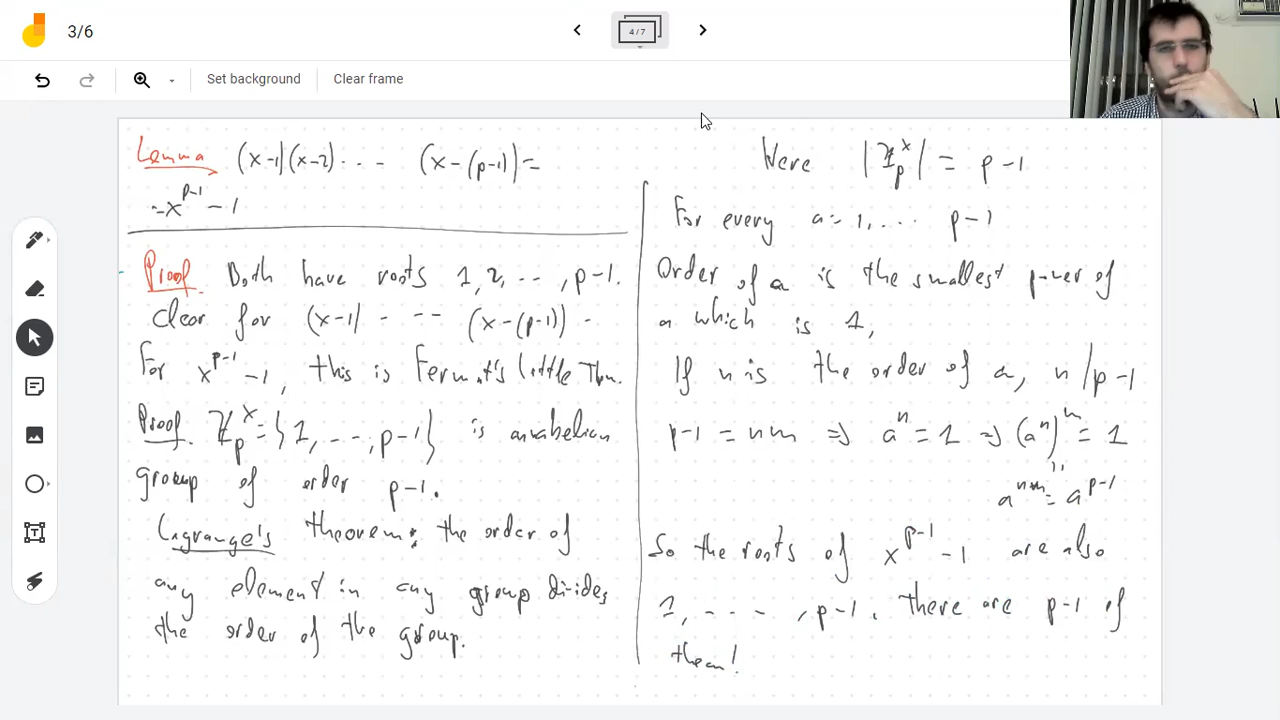 3/6
4/7
Set background
Clear frame
Lemma (x-1)(x-2)... (x-(p-1)) =
= x^{p-1} - 1
Proof. Both have roots 1, 2, ..., p-1.
Clear for (x-1) ... (x-(p-1)) .
For x^{p-1} - 1, this is Fermat's Little Thm.
Proof. Z_p^x = {1, ..., p-1} is an abelian
group of order p-1.
Lagrange's theorem: the order of
any element in any group divides
the order of the group.
Here |Z_p^x| = p-1
For every a = 1, ... p-1
Order of a is the smallest power of
a which is 1,
If n is the order of a, n/p-1
p-1 = nm ⇒ a^n = 1 ⇒ (a^n)^m = 1
"
a^{nm} = a^{p-1}
So the roots of x^{p-1} - 1 are also
1, ..., p-1. There are p-1 of
them!